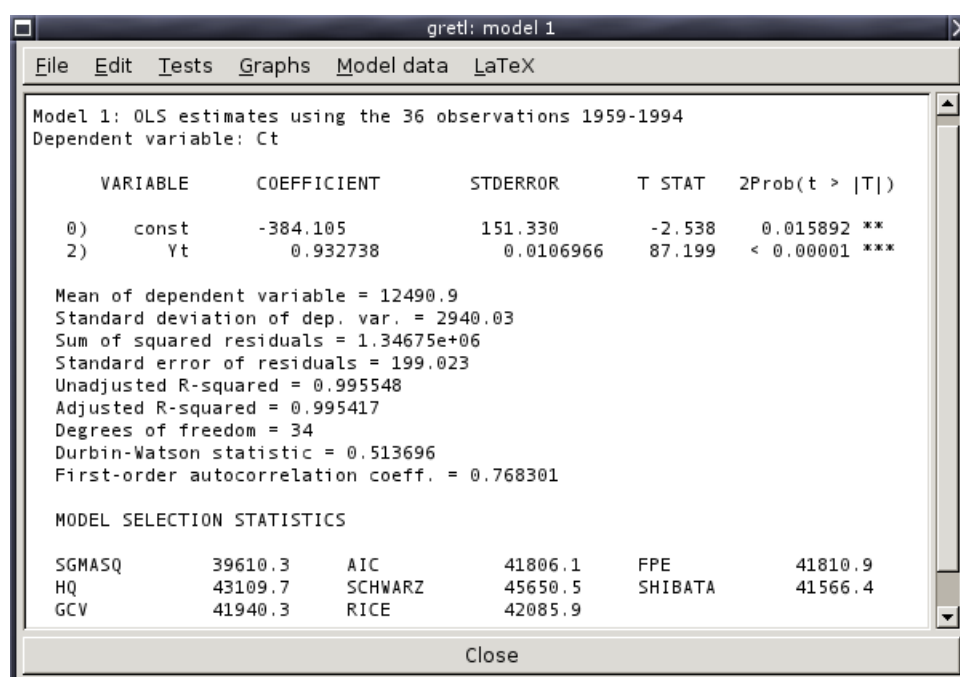 gretl: model 1
File Edit Tests Graphs Model data LaTeX
Model 1: OLS estimates using the 36 observations 1959-1994
Dependent variable: Ct
VARIABLE COEFFICIENT STDERROR T STAT 2Prob(t > |T|)
0) const -384.105 151.330 -2.538 0.015892 **
2) Yt 0.932738 0.0106966 87.199 < 0.00001 ***
Mean of dependent variable = 12490.9
Standard deviation of dep. var. = 2940.03
Sum of squared residuals = 1.34675e+06
Standard error of residuals = 199.023
Unadjusted R-squared = 0.995548
Adjusted R-squared = 0.995417
Degrees of freedom = 34
Durbin-Watson statistic = 0.513696
First-order autocorrelation coeff. = 0.768301
MODEL SELECTION STATISTICS
SGMASQ 39610.3 AIC 41806.1 FPE 41810.9
HQ 43109.7 SCHWARZ 45650.5 SHIBATA 41566.4
GCV 41940.3 RICE 42085.9
Close